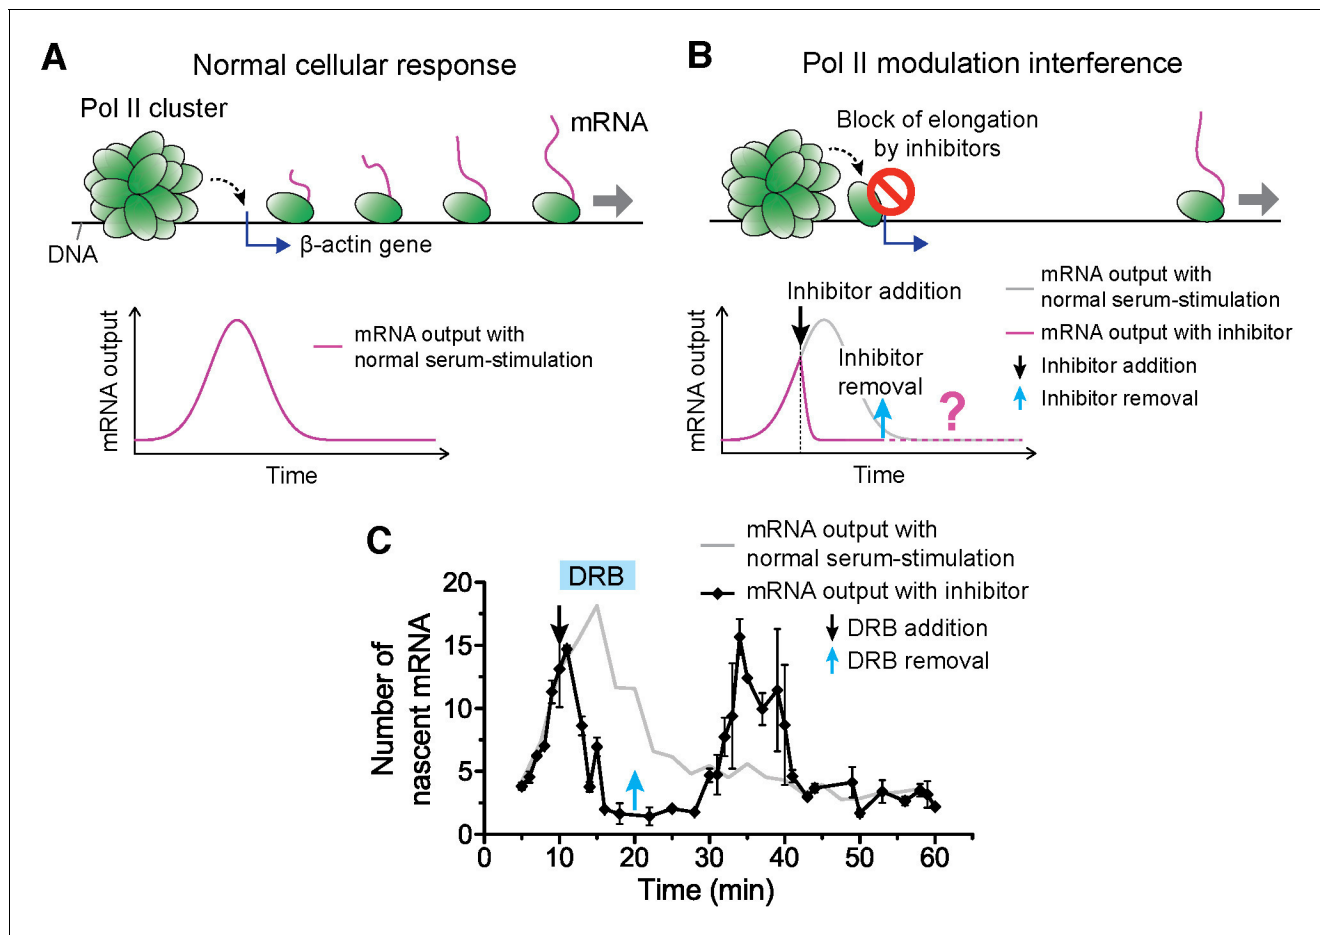 A
Normal cellular response
Pol II cluster
mRNA
DNA
β-actin gene
mRNA output
mRNA output with
normal serum-stimulation
Time
B
Pol II modulation interference
Block of elongation
by inhibitors
Inhibitor addition
Inhibitor
removal
?
mRNA output
Time
mRNA output with
normal serum-stimulation
mRNA output with inhibitor
Inhibitor addition
Inhibitor removal
C
mRNA output with
normal serum-stimulation
mRNA output with inhibitor
DRB addition
DRB removal
DRB
Number of
nascent mRNA
20
15
10
5
0
0 10 20 30 40 50 60
Time (min)